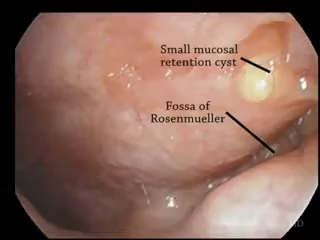 Small mucosal
retention cyst
Fossa of
Rosenmueller